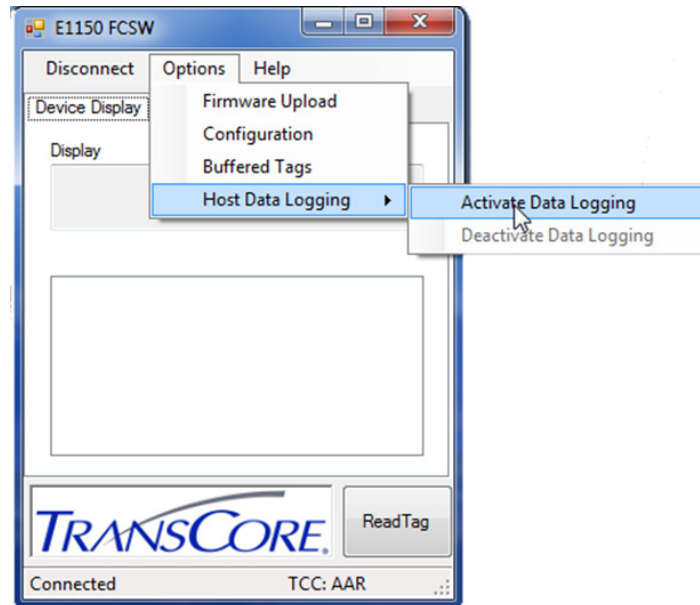 E1150 FCSW
Disconnect Options Help
Device Display
Firmware Upload
Configuration
Display
Buffered Tags
Host Data Logging
Activate Data Logging
Deactivate Data Logging
TRANSCORE.
ReadTag
Connected TCC: AAR